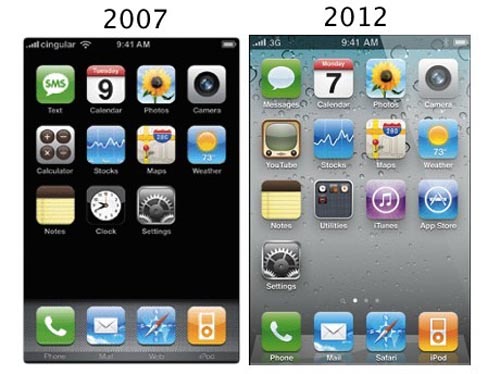 2007
2012
cingular 9:41 AM
SMS
Tuesday
9
73°
Text Calendar Photos Camera
280
Calculator Stocks Maps Weather
Notes Clock Settings
Phone Mail Web iPod
3G 9:41 AM
Monday
7
Messages Calendar Photos Camera
280
73°
YouTube Stocks Maps Weather
Notes Utilities iTunes App Store
Settings
Phone Mail Safari iPod